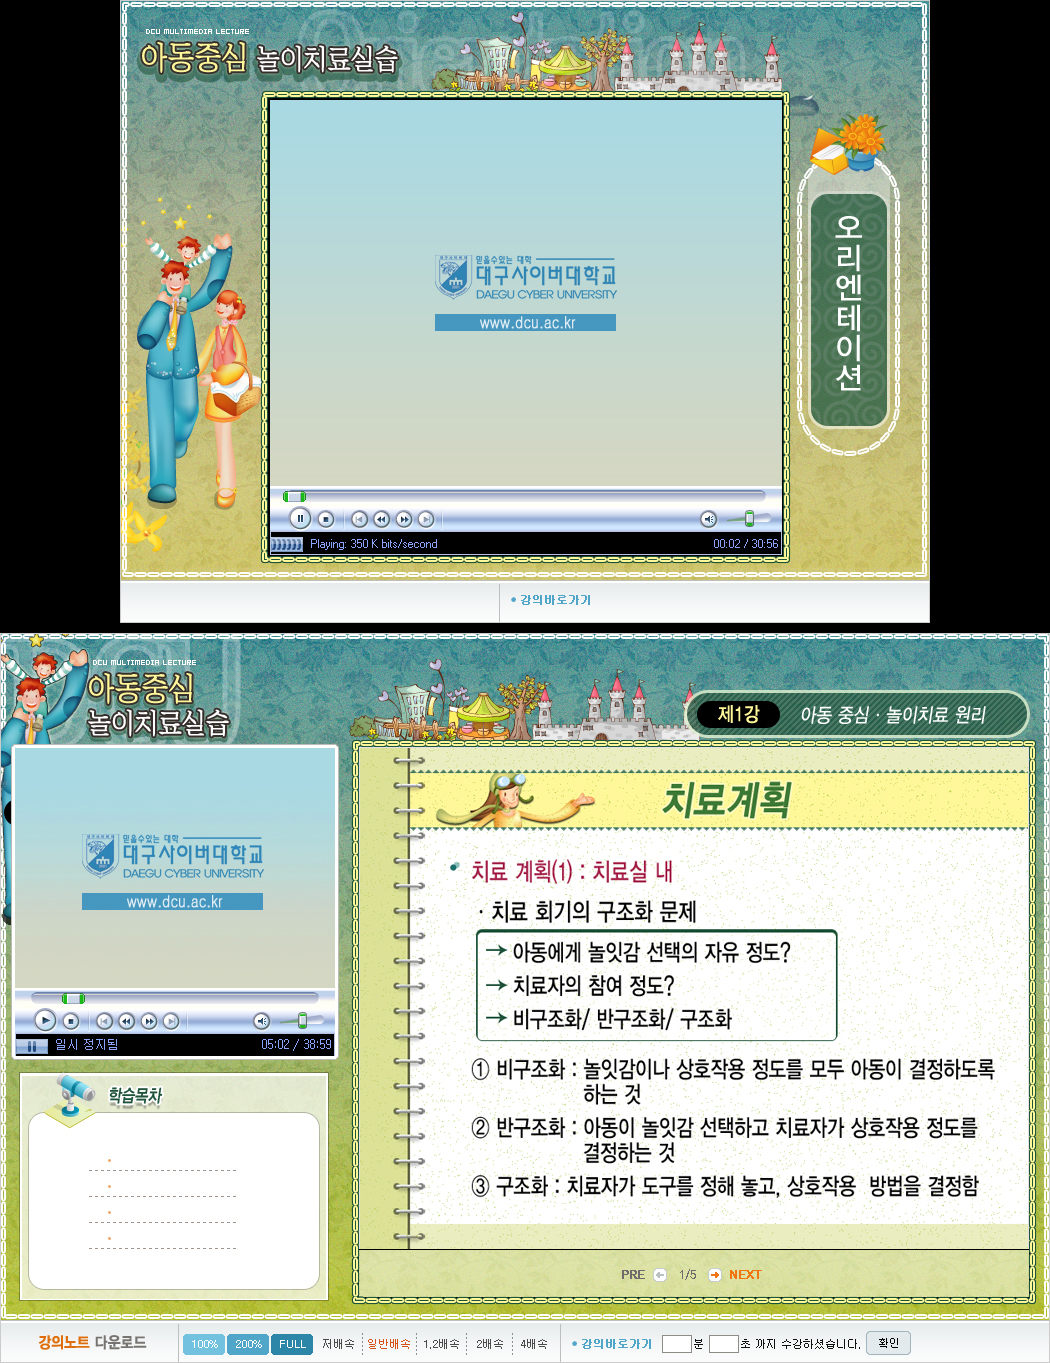 DCU MULTIMEDIA LECTURE
아동중심 놀이치료실습
믿을수있는 대학
대구사이버대학교
DAEGU CYBER UNIVERSITY
www.dcu.ac.kr
오리엔테이션
Playing: 350 K bits/second
00:02 / 30:56
강의바로가기
DCU MULTIMEDIA LECTURE
아동중심
놀이치료실습
제1강 아동 중심 · 놀이치료 원리
믿을수있는 대학
대구사이버대학교
DAEGU CYBER UNIVERSITY
www.dcu.ac.kr
일시 정지됨 05:02 / 38:59
학습목차
치료계획
• 치료 계획(1) : 치료실 내
· 치료 회기의 구조화 문제
→ 아동에게 놀잇감 선택의 자유 정도?
→ 치료자의 참여 정도?
→ 비구조화/ 반구조화/ 구조화
① 비구조화 : 놀잇감이나 상호작용 정도를 모두 아동이 결정하도록
하는 것
② 반구조화 : 아동이 놀잇감 선택하고 치료자가 상호작용 정도를
결정하는 것
③ 구조화 : 치료자가 도구를 정해 놓고, 상호작용 방법을 결정함
PRE 1/5 NEXT
강의노트 다운로드 100% 200% FULL 저배속 일반배속 1.2배속 2배속 4배속 강의바로가기 분 초 까지 수강하셨습니다. 확인